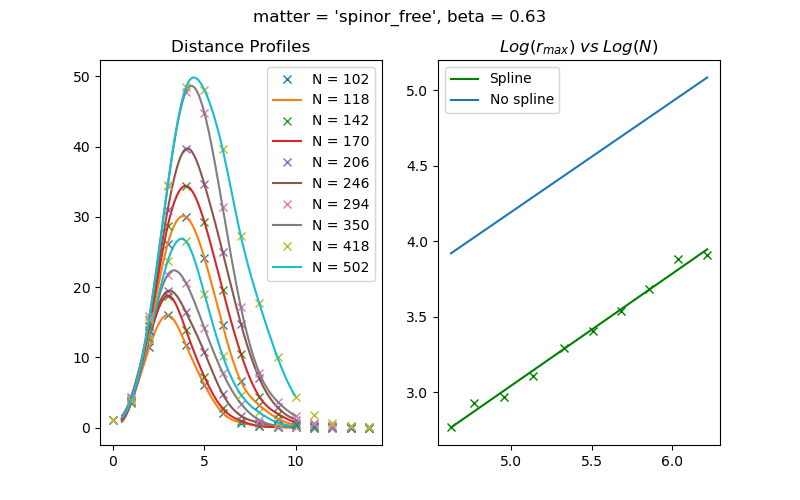 matter = 'spinor_free', beta = 0.63
Distance Profiles
50
40
30
20
10
0
0
5
10
N = 102
N = 118
N = 142
N = 170
N = 206
N = 246
N = 294
N = 350
N = 418
N = 502
Log(r_max) vs Log(N)
5.0
4.5
4.0
3.5
3.0
5.0
5.5
6.0
Spline
No spline